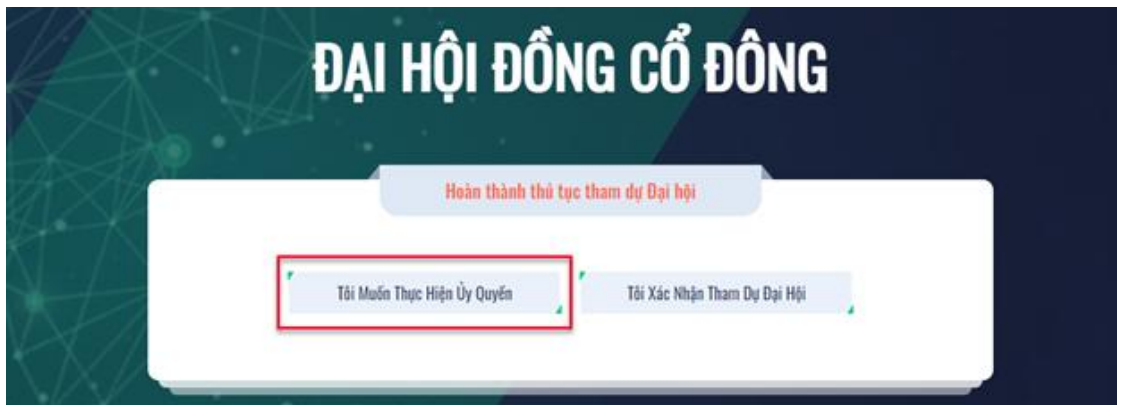 ĐẠI HỘI ĐỒNG CỔ ĐÔNG
Hoàn thành thủ tục tham dự Đại hội
Tôi Muốn Thực Hiện Ủy Quyền
Tôi Xác Nhận Tham Dự Đại Hội